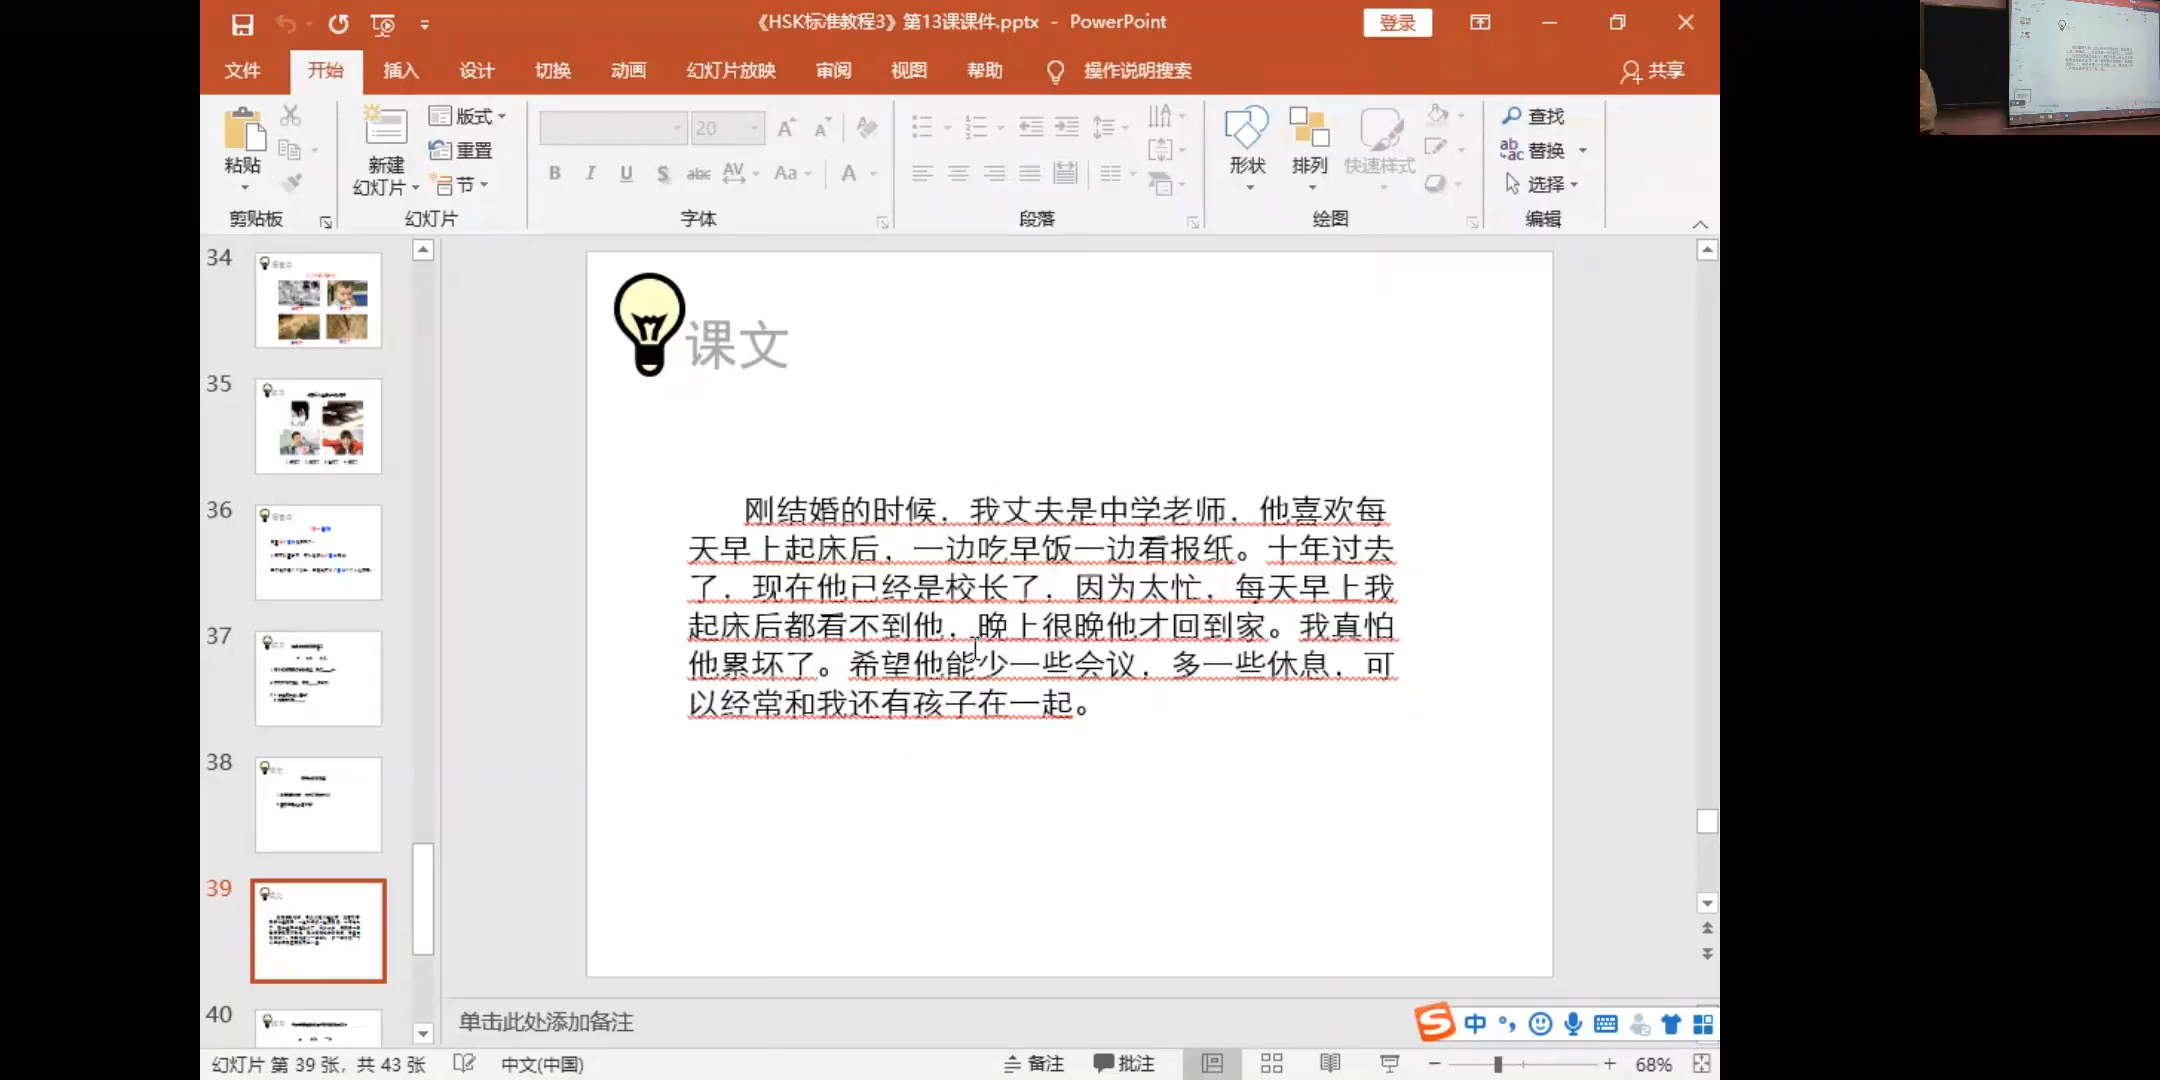 《HSK标准教程3》第13课课件.pptx - PowerPoint
登录
文件 开始 插入 设计 切换 动画 幻灯片放映 审阅 视图 帮助 操作说明搜索 共享
粘贴
剪贴板
新建
幻灯片
版式
重置
节
幻灯片
20
B I U S abc AV Aa A
字体
段落
形状 排列 快速样式
绘图
查找
替换
选择
编辑
34
35
36
37
38
39
40
课文
刚结婚的时候，我丈夫是中学老师，他喜欢每
天早上起床后，一边吃早饭一边看报纸。十年过去
了，现在他已经是校长了，因为太忙，每天早上我
起床后都看不到他，晚上很晚他才回到家。我真怕
他累坏了。希望他能少一些会议，多一些休息，可
以经常和我还有孩子在一起。
单击此处添加备注
中
幻灯片 第 39 张，共 43 张 中文(中国) 备注 批注 68%